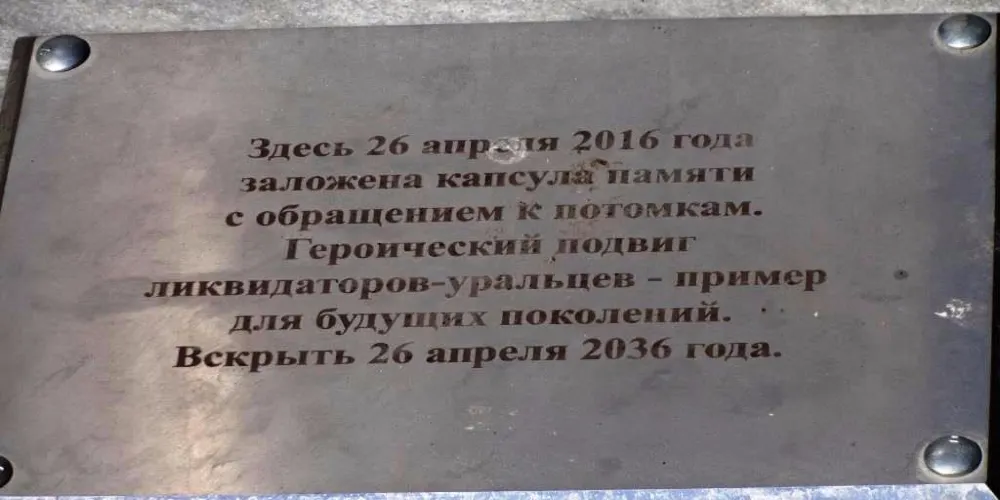 Здесь 26 апреля 2016 года
заложена капсула памяти
с обращением к потомкам.
Героический подвиг
ликвидаторов-уральцев - пример
для будущих поколений.
Вскрыть 26 апреля 2036 года.